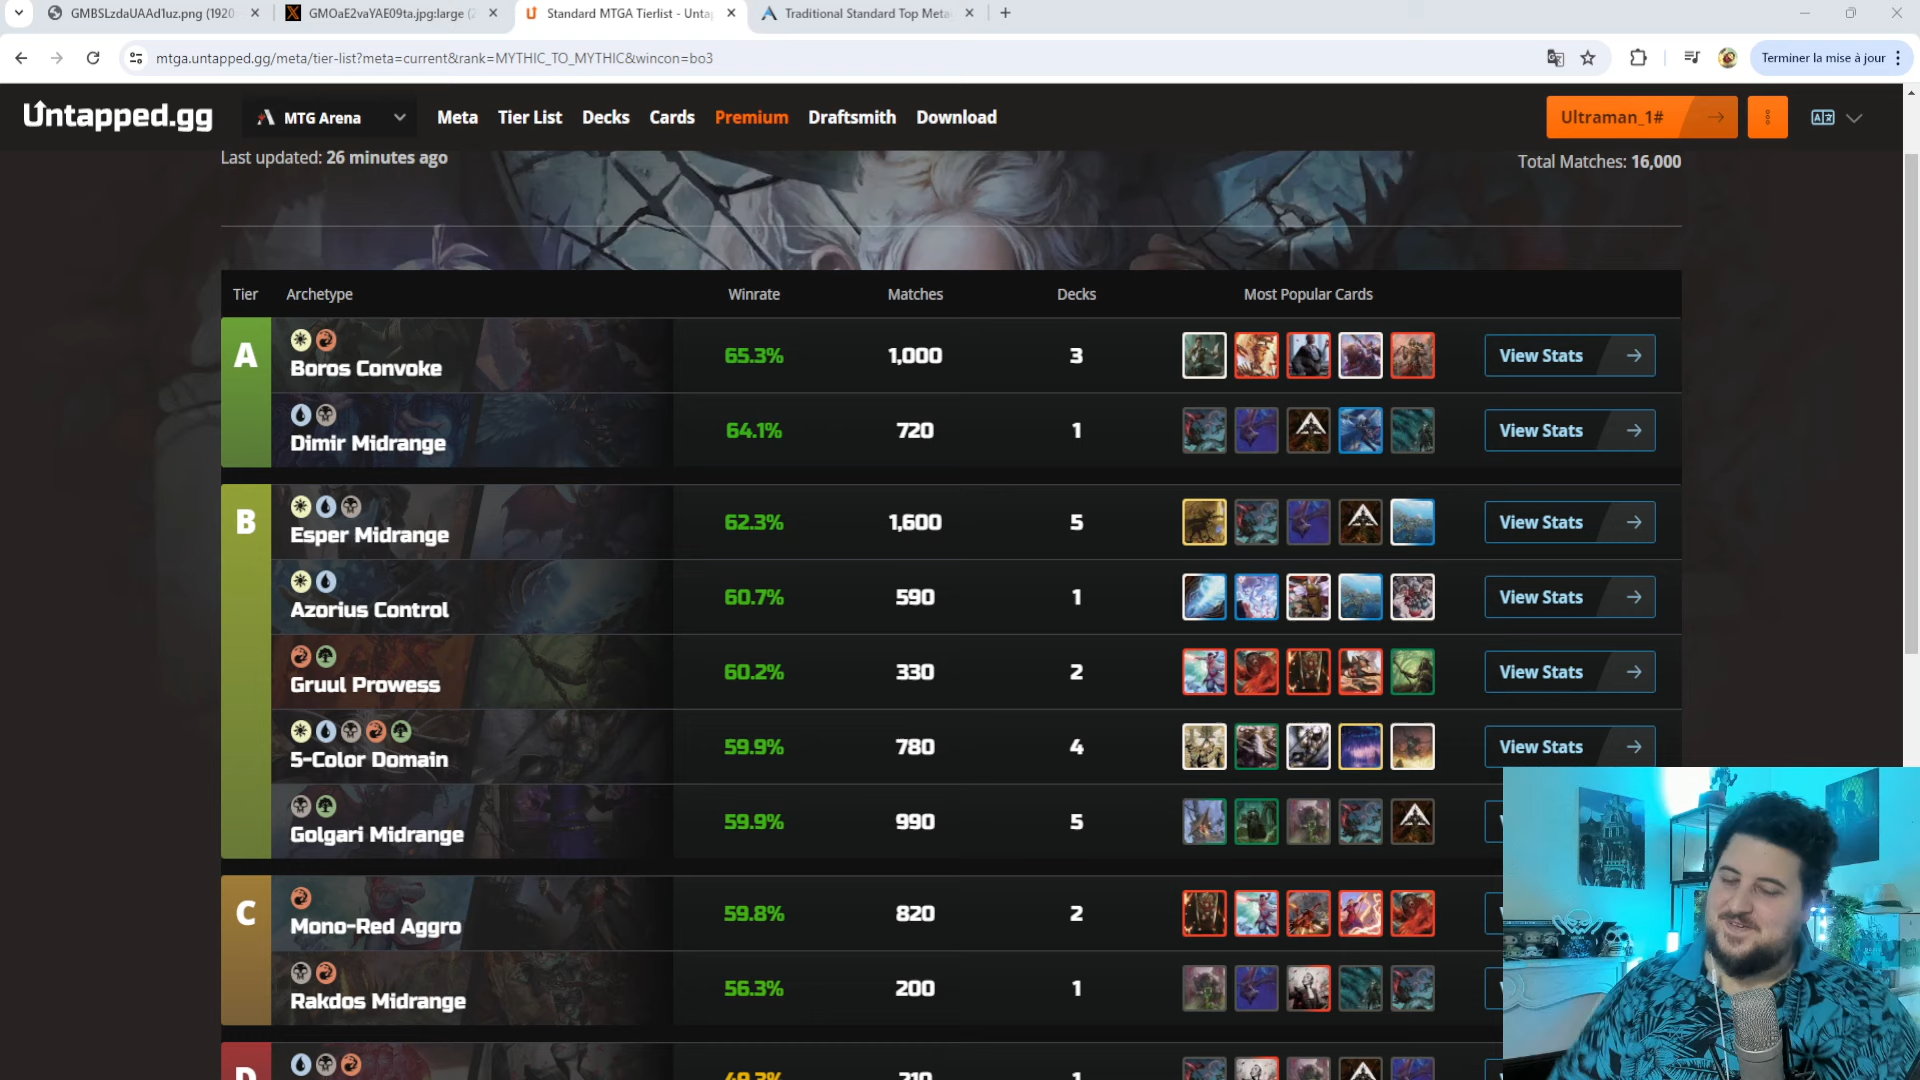 GMBSLzdaUAAd1uz.png (1920
GMOaE2vaYAE09ta.jpg:large (2
Standard MTGA Tierlist - Untap
Traditional Standard Top Meta
mtga.untapped.gg/meta/tier-list?meta=current&rank=MYTHIC_TO_MYTHIC&wincon=bo3
Terminer la mise à jour
Untapped.gg
MTG Arena
Meta
Tier List
Decks
Cards
Premium
Draftsmith
Download
Ultraman_1#
Last updated: 26 minutes ago
Total Matches: 16,000
Tier Archetype Winrate Matches Decks Most Popular Cards
A
Boros Convoke 65.3% 1,000 3 View Stats
Dimir Midrange 64.1% 720 1 View Stats
B
Esper Midrange 62.3% 1,600 5 View Stats
Azorius Control 60.7% 590 1 View Stats
Gruul Prowess 60.2% 330 2 View Stats
5-Color Domain 59.9% 780 4 View Stats
Golgari Midrange 59.9% 990 5
C
Mono-Red Aggro 59.8% 820 2
Rakdos Midrange 56.3% 200 1
D